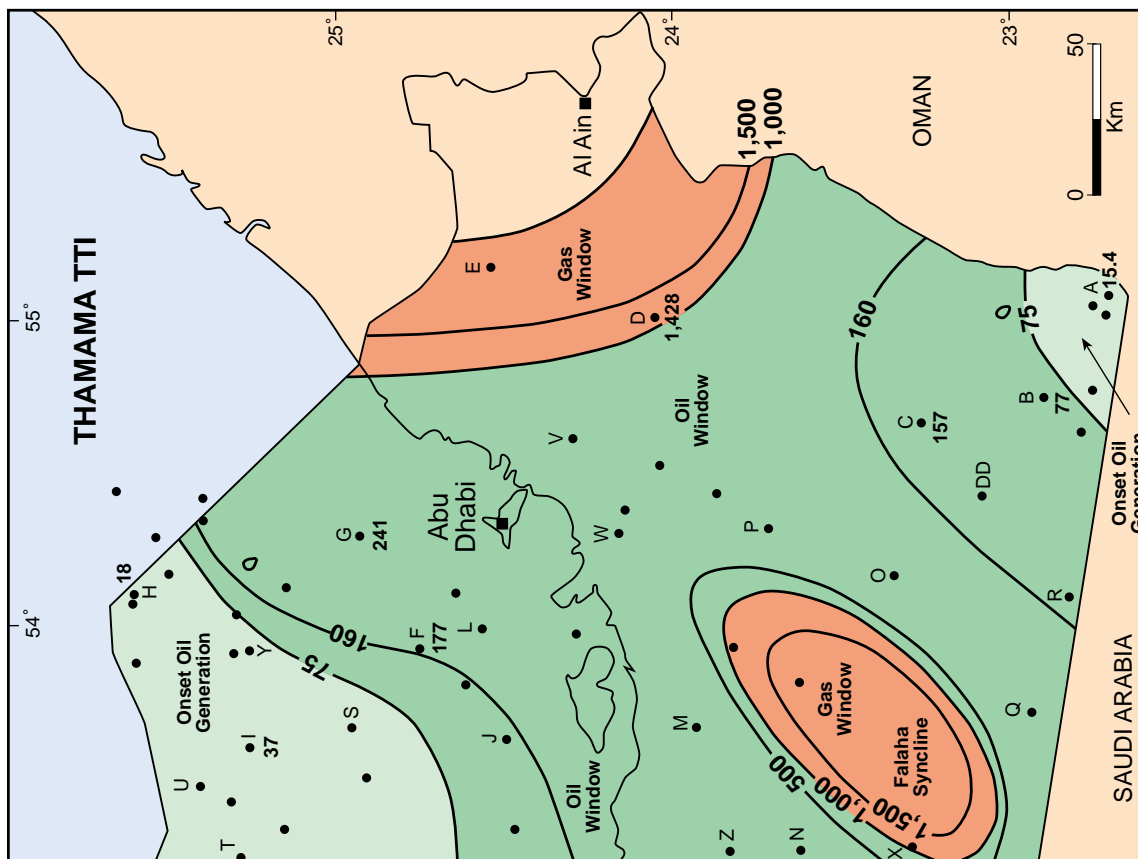 THAMAMA TTI
25°
24°
23°
55°
54°
50
0
Km
OMAN
Al Ain
1,500
1,000
E
Gas
Window
D
1,428
160
75
A
15.4
B
77
C
157
DD
Onset Oil
Generation
Oil
Window
V
W
P
O
R
G
241
Abu
Dhabi
18
H
F
177
L
160
75
Y
Onset Oil
Generation
S
I
37
U
T
J
Oil
Window
M
Z
N
X
Q
500
1,000
1,500
Gas
Window
Falaha
Syncline
SAUDI ARABIA